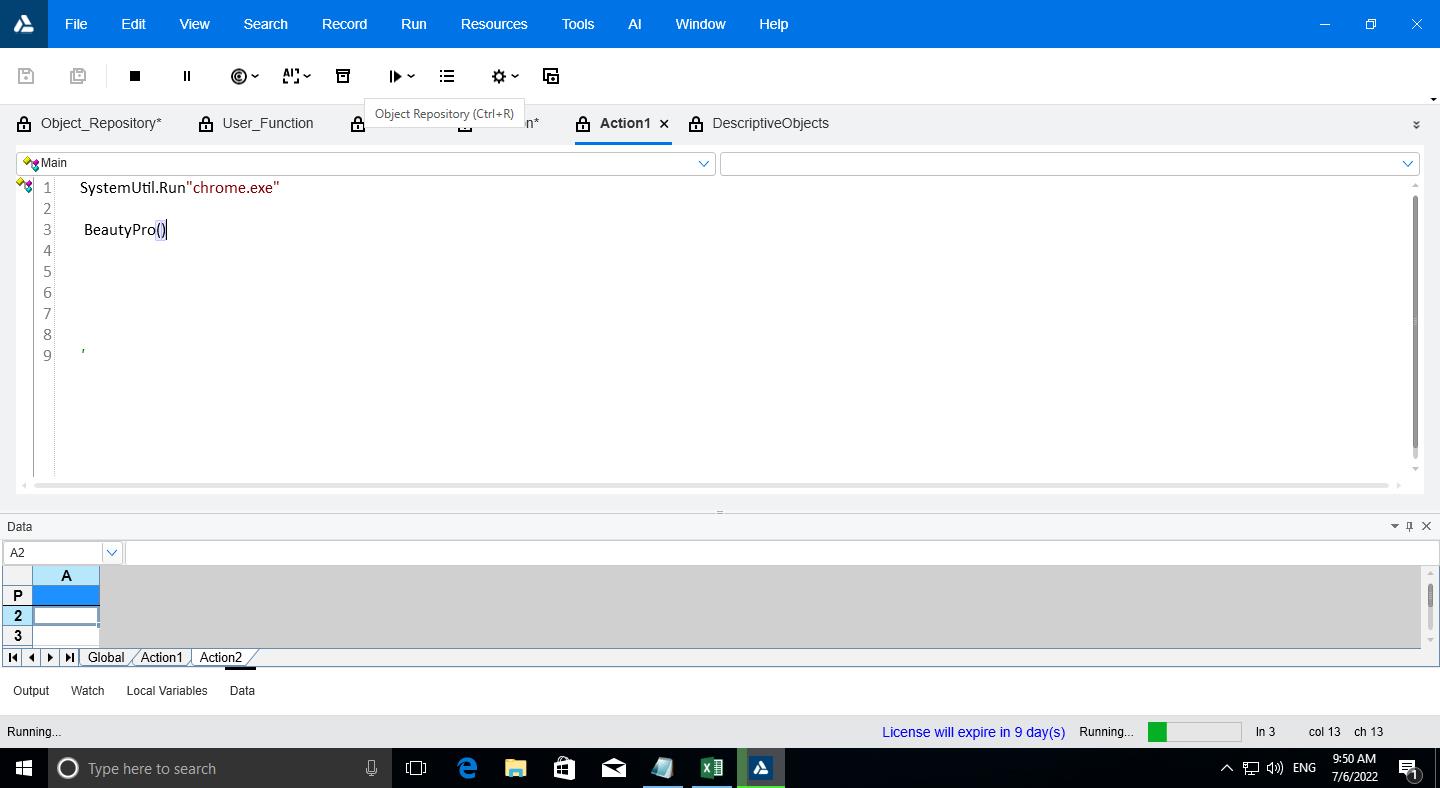 File Edit View Search Record Run Resources Tools AI Window Help
Object Repository (Ctrl+R)
Object_Repository* User_Function n* Action1 DescriptiveObjects
Main
1 SystemUtil.Run"chrome.exe"
2
3 BeautyPro()
4
5
6
7
8
9 '
Data
A2
A
P
2
3
Global Action1 Action2
Output Watch Local Variables Data
Running... License will expire in 9 day(s) Running... ln 3 col 13 ch 13
Type here to search ENG
9:50 AM
7/6/2022
1